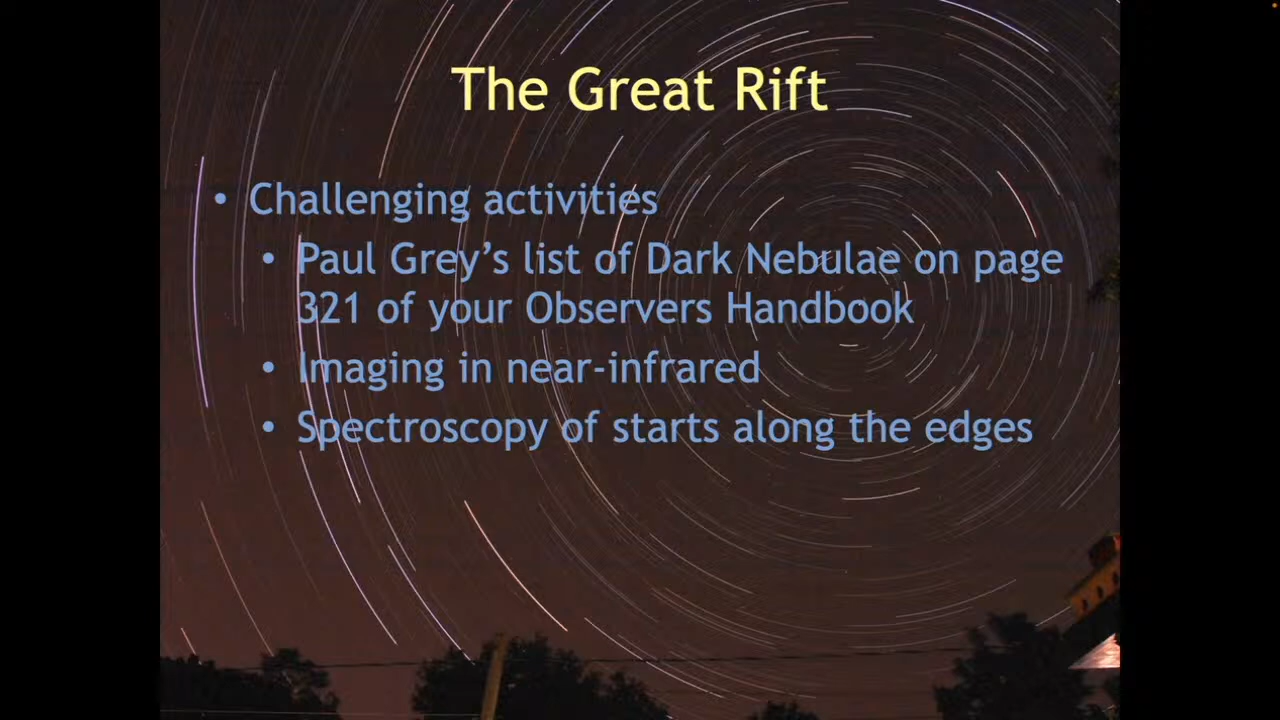 The Great Rift
• Challenging activities
• Paul Grey's list of Dark Nebulae on page
321 of your Observers Handbook
• Imaging in near-infrared
• Spectroscopy of starts along the edges